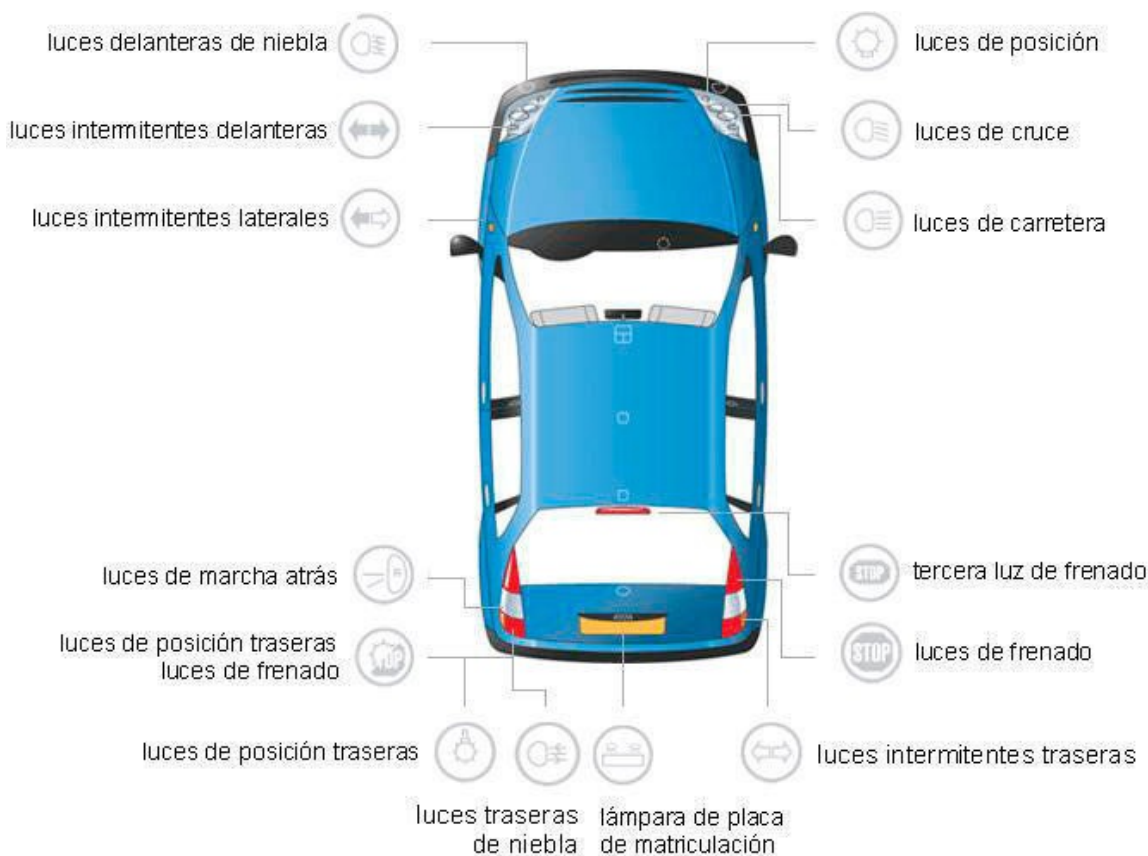 luces delanteras de niebla
luces de posición
luces intermitentes delanteras
luces de cruce
luces intermitentes laterales
luces de carretera
luces de marcha atrás
STOP
tercera luz de frenado
luces de posición traseras
luces de frenado
STOP
luces de frenado
luces de posición traseras
luces intermitentes traseras
luces traseras
de niebla
lámpara de placa
de matriculación